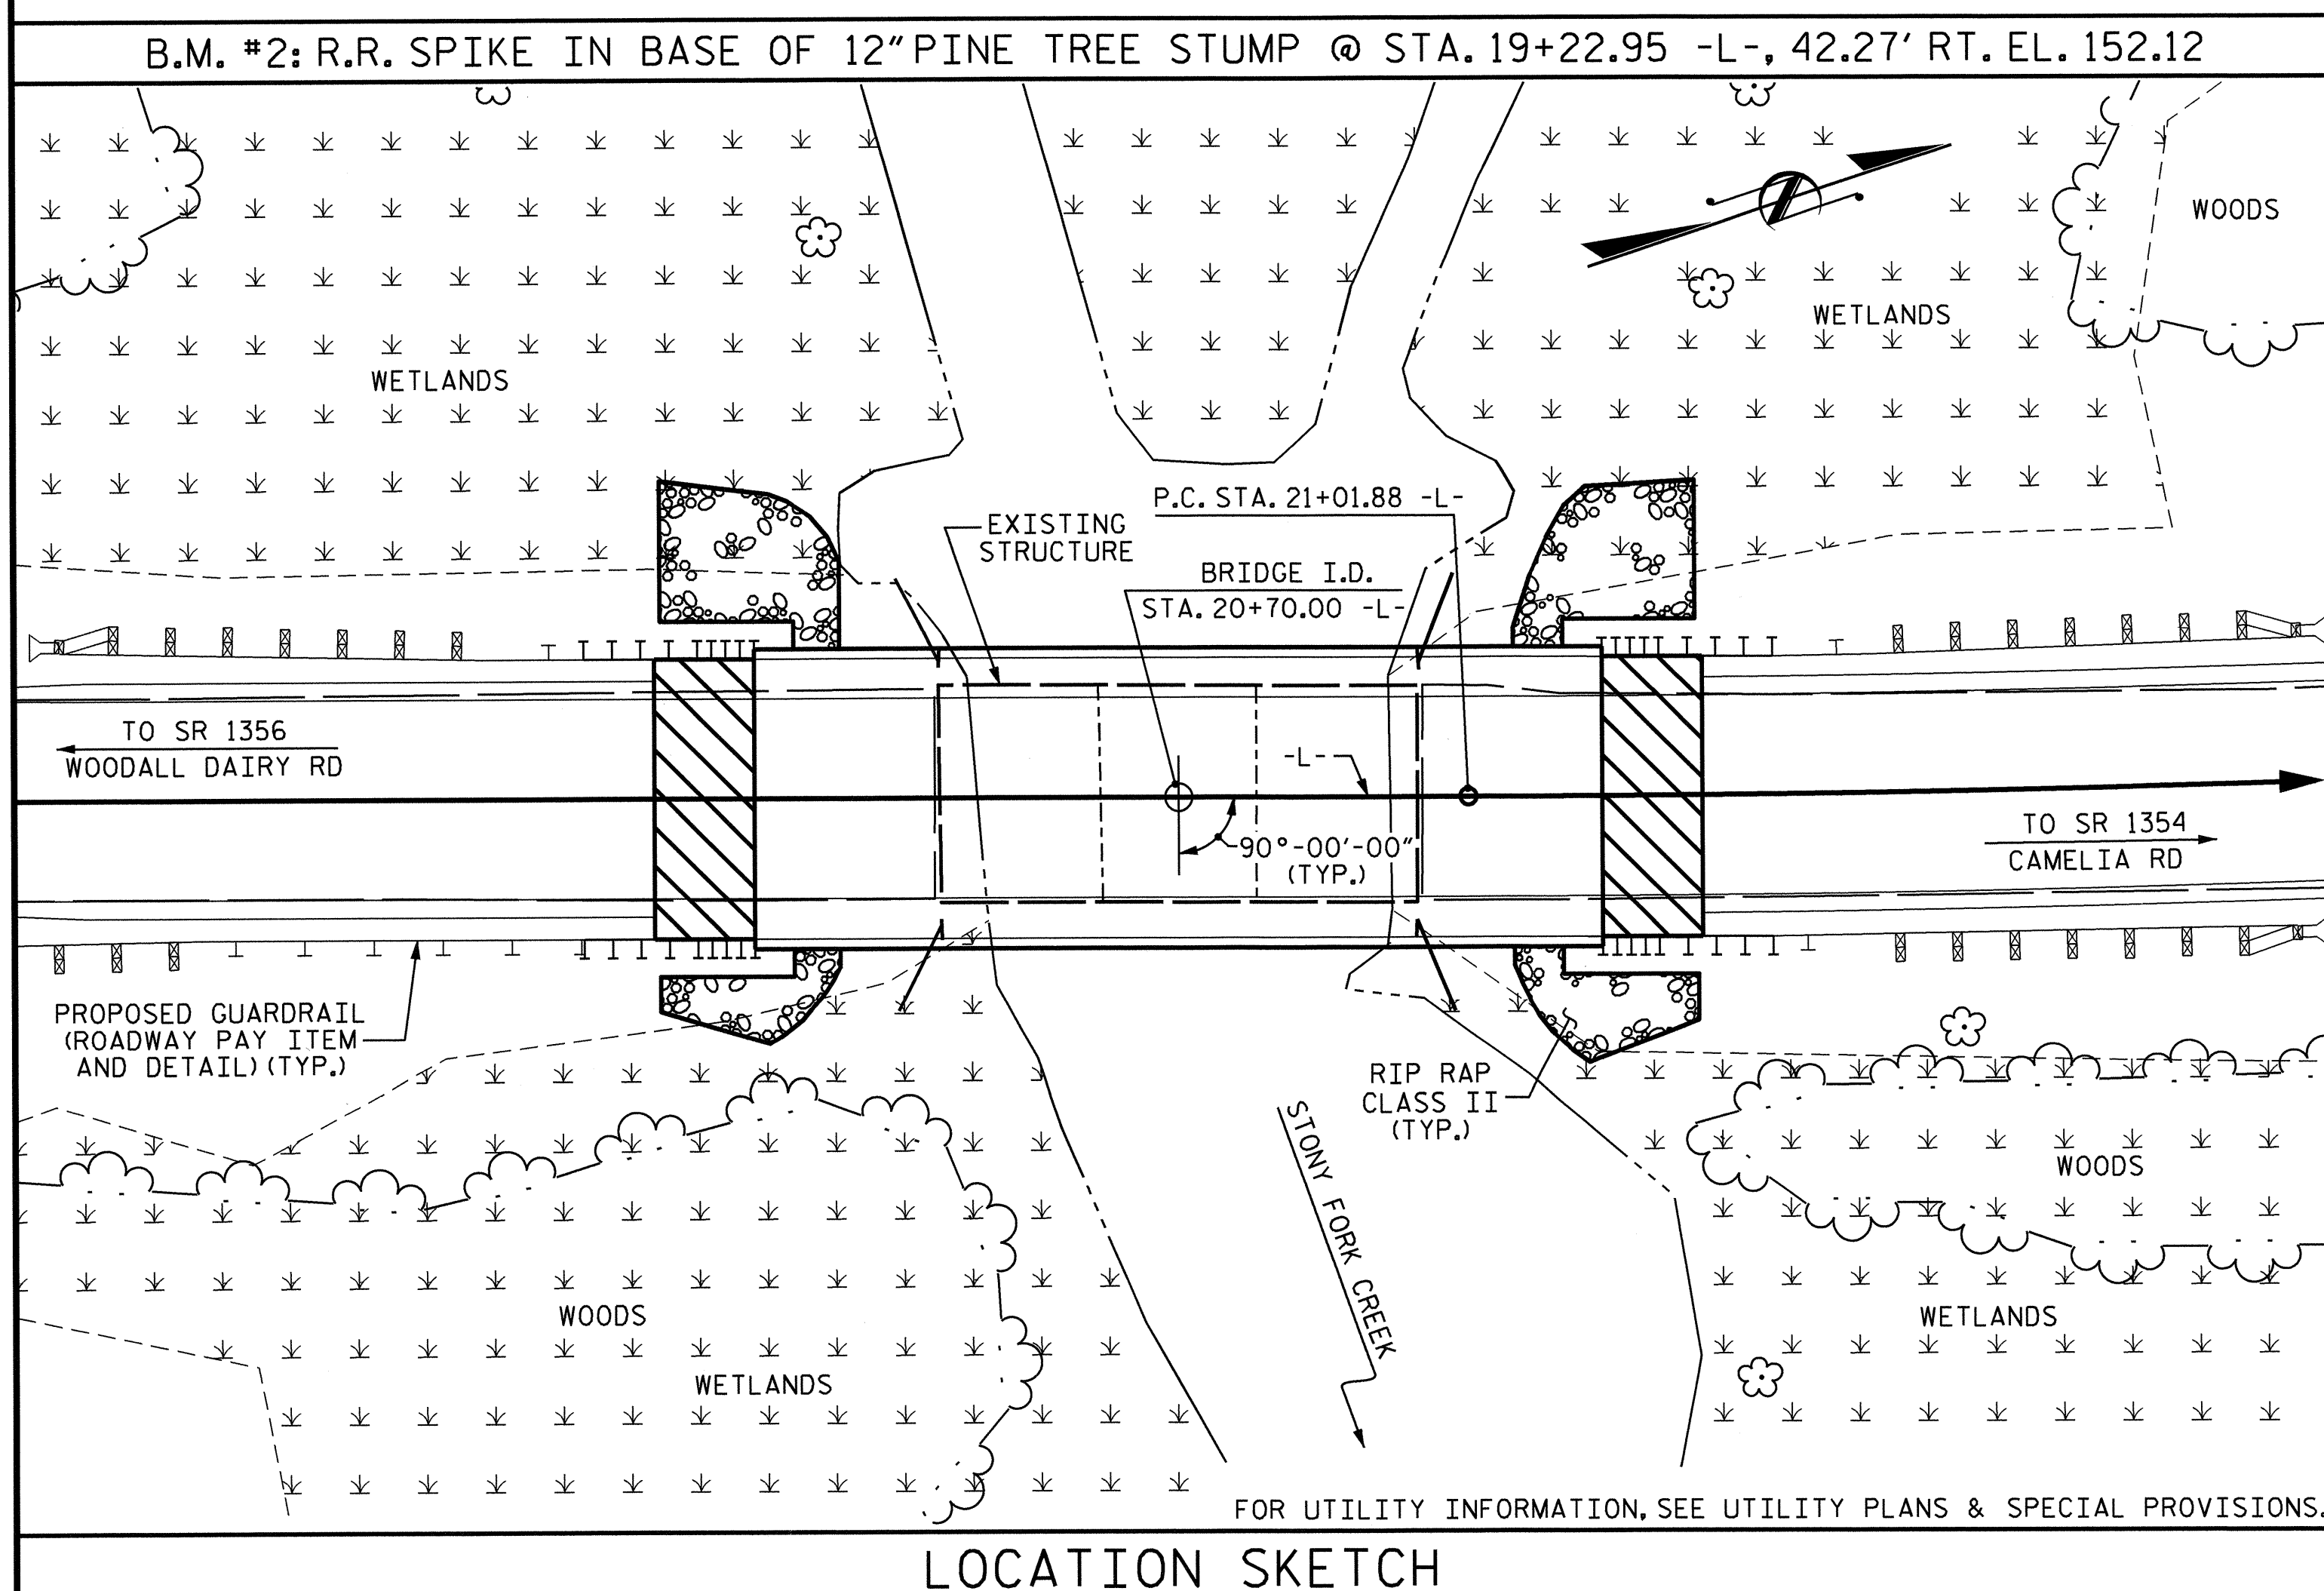 B.M. #2: R.R. SPIKE IN BASE OF 12" PINE TREE STUMP @ STA. 19+22.95 -L-, 42.27' RT. EL. 152.12
WOODS
WETLANDS
WETLANDS
P.C. STA. 21+01.88 -L-
EXISTING
STRUCTURE
BRIDGE I.D.
STA. 20+70.00 -L-
TO SR 1356
WOODALL DAIRY RD
-L-
90°-00'-00"
(TYP.)
TO SR 1354
CAMELIA RD
PROPOSED GUARDRAIL
(ROADWAY PAY ITEM
AND DETAIL) (TYP.)
RIP RAP
CLASS II
(TYP.)
STONY FORK CREEK
WOODS
WOODS
WETLANDS
WETLANDS
FOR UTILITY INFORMATION, SEE UTILITY PLANS & SPECIAL PROVISIONS.
LOCATION SKETCH